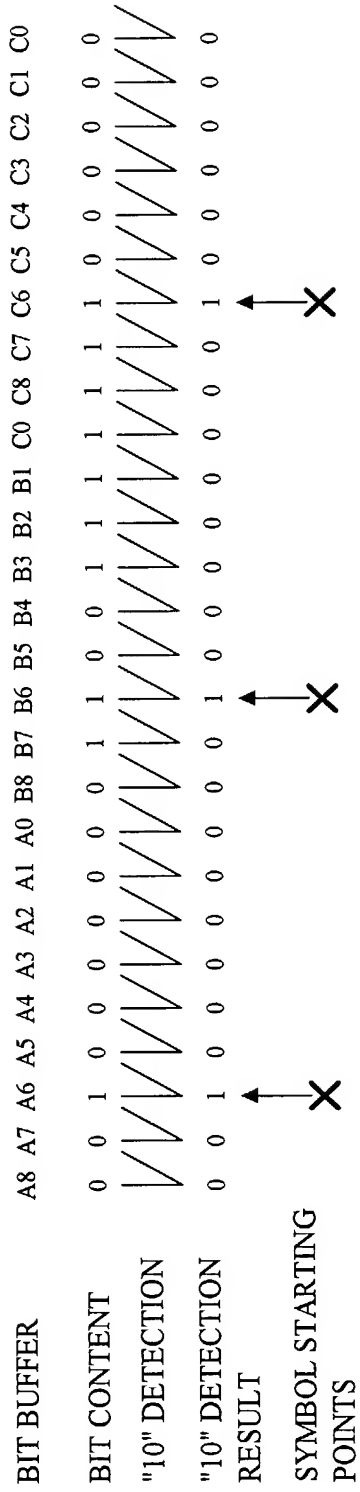 BIT BUFFER A8 A7 A6 A5 A4 A3 A2 A1 A0 B8 B7 B6 B5 B4 B3 B2 B1 C0 C8 C7 C6 C5 C4 C3 C2 C1 C0
BIT CONTENT 0 0 1 0 0 0 0 0 0 0 1 1 0 0 1 1 1 1 1 1 1 0 0 0 0 0 0
"10" DETECTION
"10" DETECTION 0 0 1 0 0 0 0 0 0 0 0 1 0 0 0 0 0 0 0 0 1 0 0 0 0 0 0
RESULT
SYMBOL STARTING
POINTS